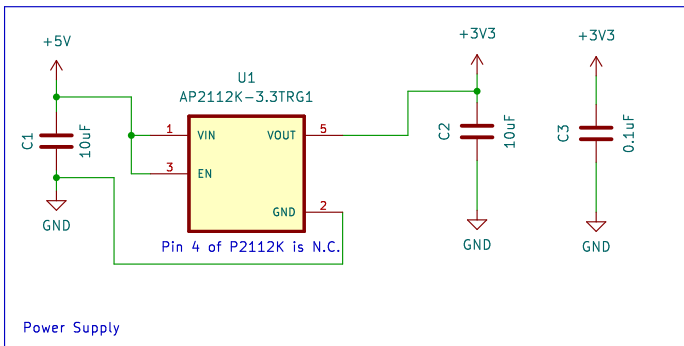 +5V
+3V3
+3V3
U1
AP2112K-3.3TRG1
C1
10uF
1
VIN
VOUT
5
3
EN
GND
2
C2
10uF
C3
0.1uF
GND
GND
GND
Pin 4 of P2112K is N.C.
Power Supply